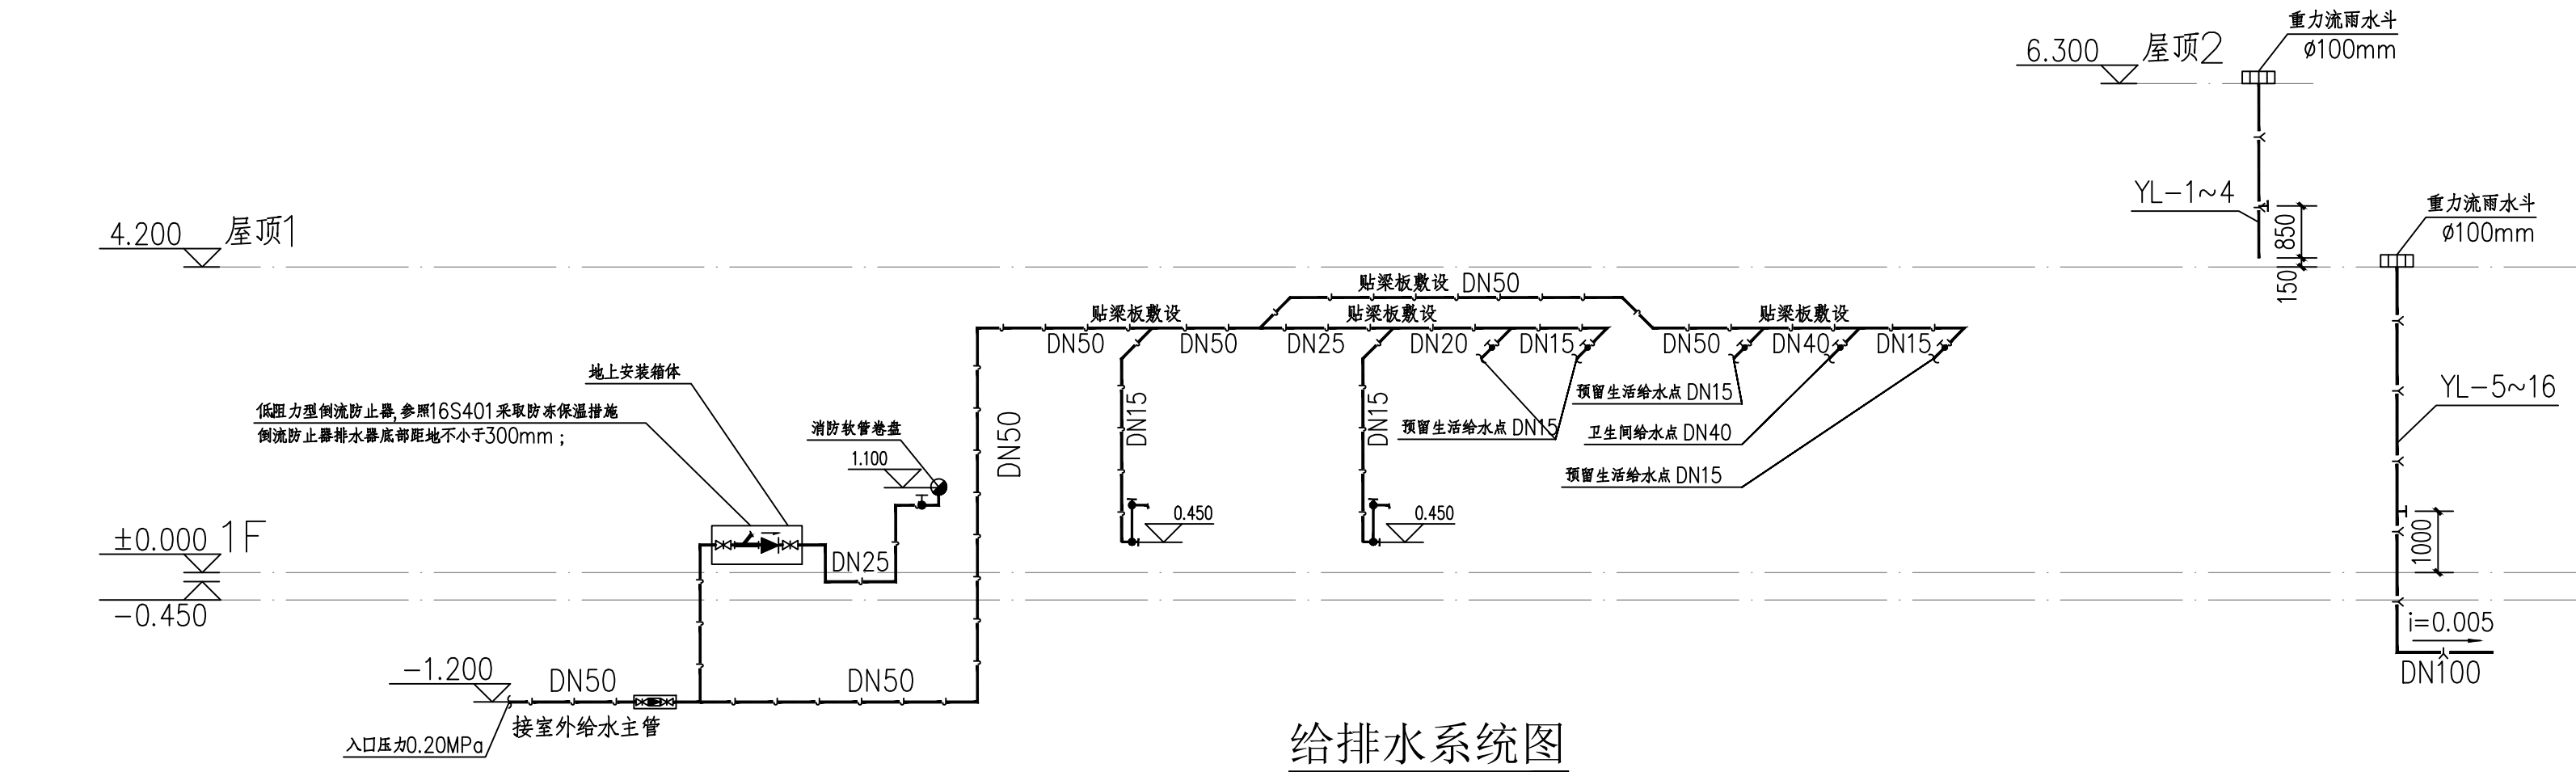 重力流雨水斗
6.300 屋顶2
ø100mm
YL-1~4
850
150
重力流雨水斗
ø100mm
4.200 屋顶1
贴梁板敷设 DN50
贴梁板敷设
贴梁板敷设
贴梁板敷设
DN50
DN50
DN25
DN20
DN15
DN50
DN40
DN15
地上安装箱体
低阻力型倒流防止器,参照16S401采取防冻保温措施
倒流防止器排水器底部距地不小于300mm；
消防软管卷盘
1.100
DN50
DN15
DN15
预留生活给水点 DN15
预留生活给水点 DN15
卫生间给水点 DN40
预留生活给水点 DN15
YL-5~16
0.450
0.450
±0.000 1F
DN25
1000
-0.450
i=0.005
DN100
-1.200
DN50
DN50
接室外给水主管
入口压力0.20MPa
给排水系统图